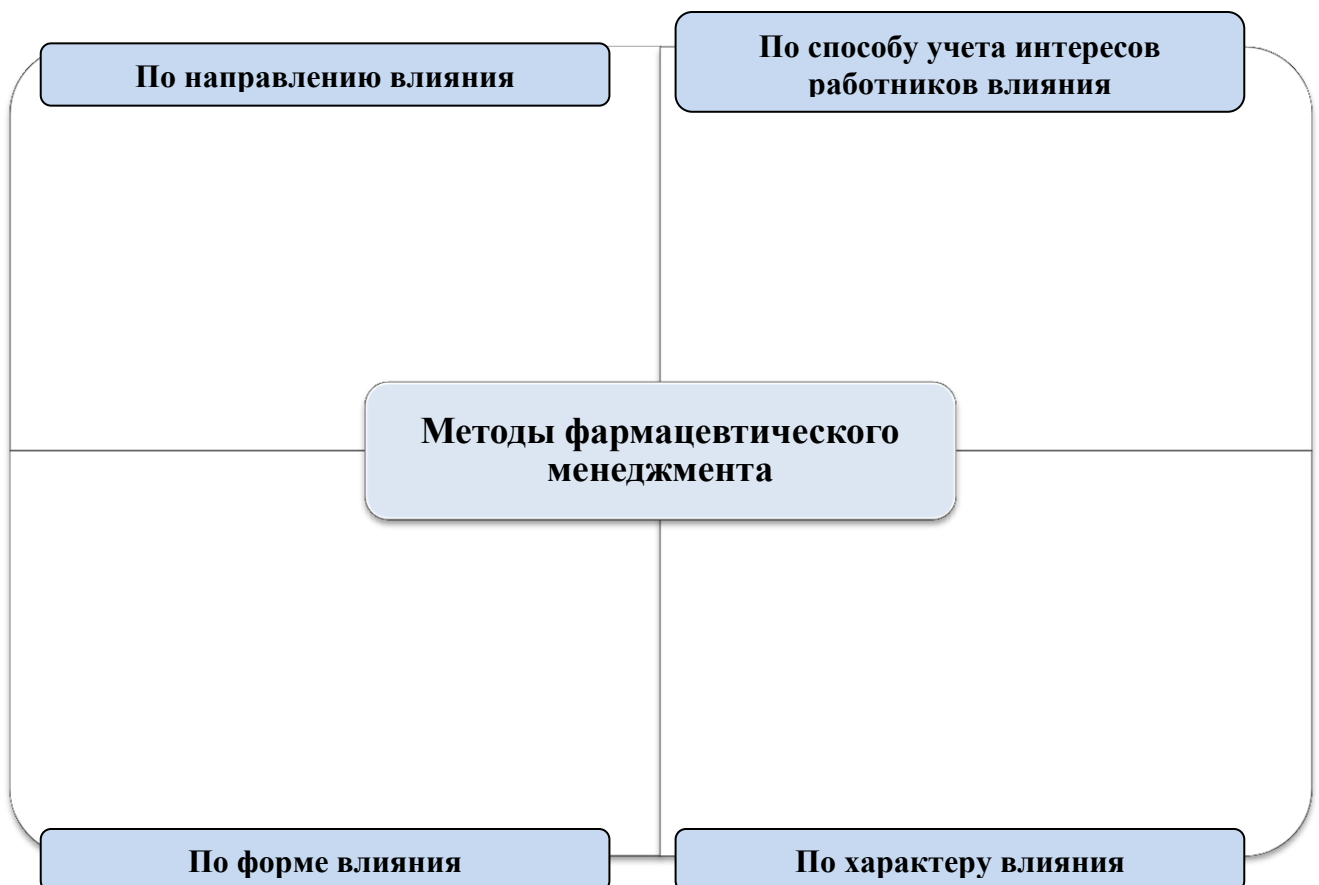 По направлению влияния
По способу учета интересов
работников влияния
Методы фармацевтического
менеджмента
По форме влияния
По характеру влияния